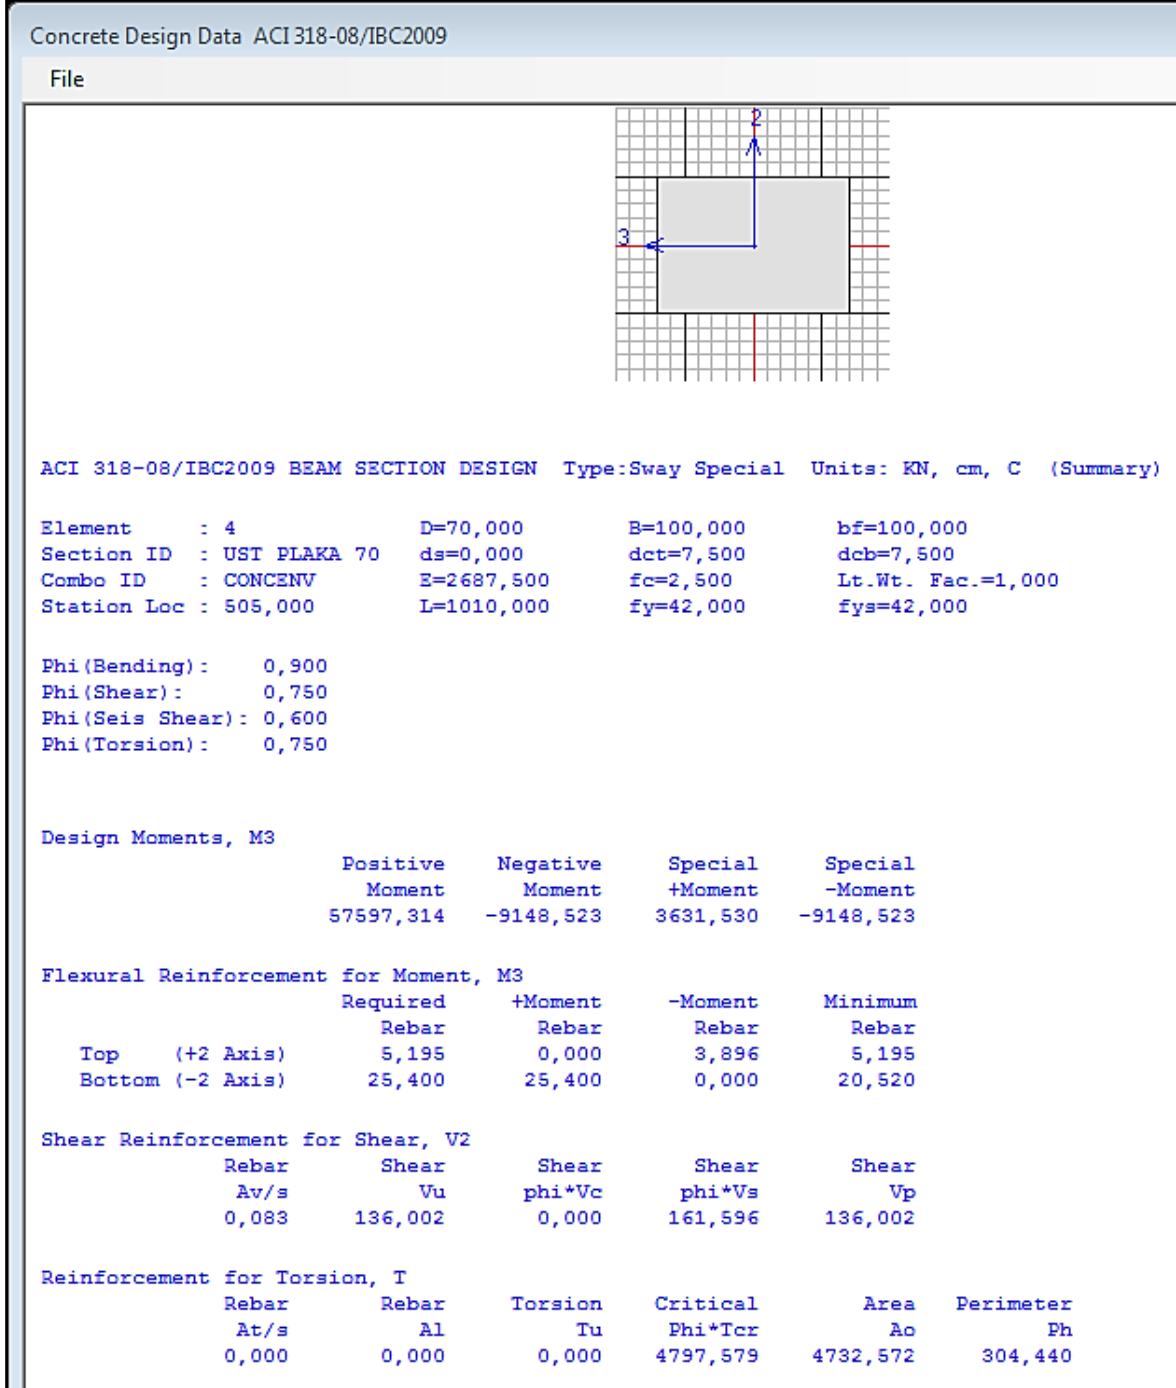 Concrete Design Data ACI 318-08/IBC2009
File
2
3
ACI 318-08/IBC2009 BEAM SECTION DESIGN Type:Sway Special Units: KN, cm, C (Summary)
Element : 4 D=70,000 B=100,000 bf=100,000
Section ID : UST PLAKA 70 ds=0,000 dct=7,500 dcb=7,500
Combo ID : CONCENV E=2687,500 fc=2,500 Lt.Wt. Fac.=1,000
Station Loc : 505,000 L=1010,000 fy=42,000 fys=42,000
Phi(Bending): 0,900
Phi(Shear): 0,750
Phi(Seis Shear): 0,600
Phi(Torsion): 0,750
Design Moments, M3
Positive Negative Special Special
Moment Moment +Moment -Moment
57597,314 -9148,523 3631,530 -9148,523
Flexural Reinforcement for Moment, M3
Required +Moment -Moment Minimum
Rebar Rebar Rebar Rebar
Top (+2 Axis) 5,195 0,000 3,896 5,195
Bottom (-2 Axis) 25,400 25,400 0,000 20,520
Shear Reinforcement for Shear, V2
Rebar Shear Shear Shear Shear
Av/s Vu phi*Vc phi*Vs Vp
0,083 136,002 0,000 161,596 136,002
Reinforcement for Torsion, T
Rebar Rebar Torsion Critical Area Perimeter
At/s Al Tu Phi*Tcr Ao Ph
0,000 0,000 0,000 4797,579 4732,572 304,440